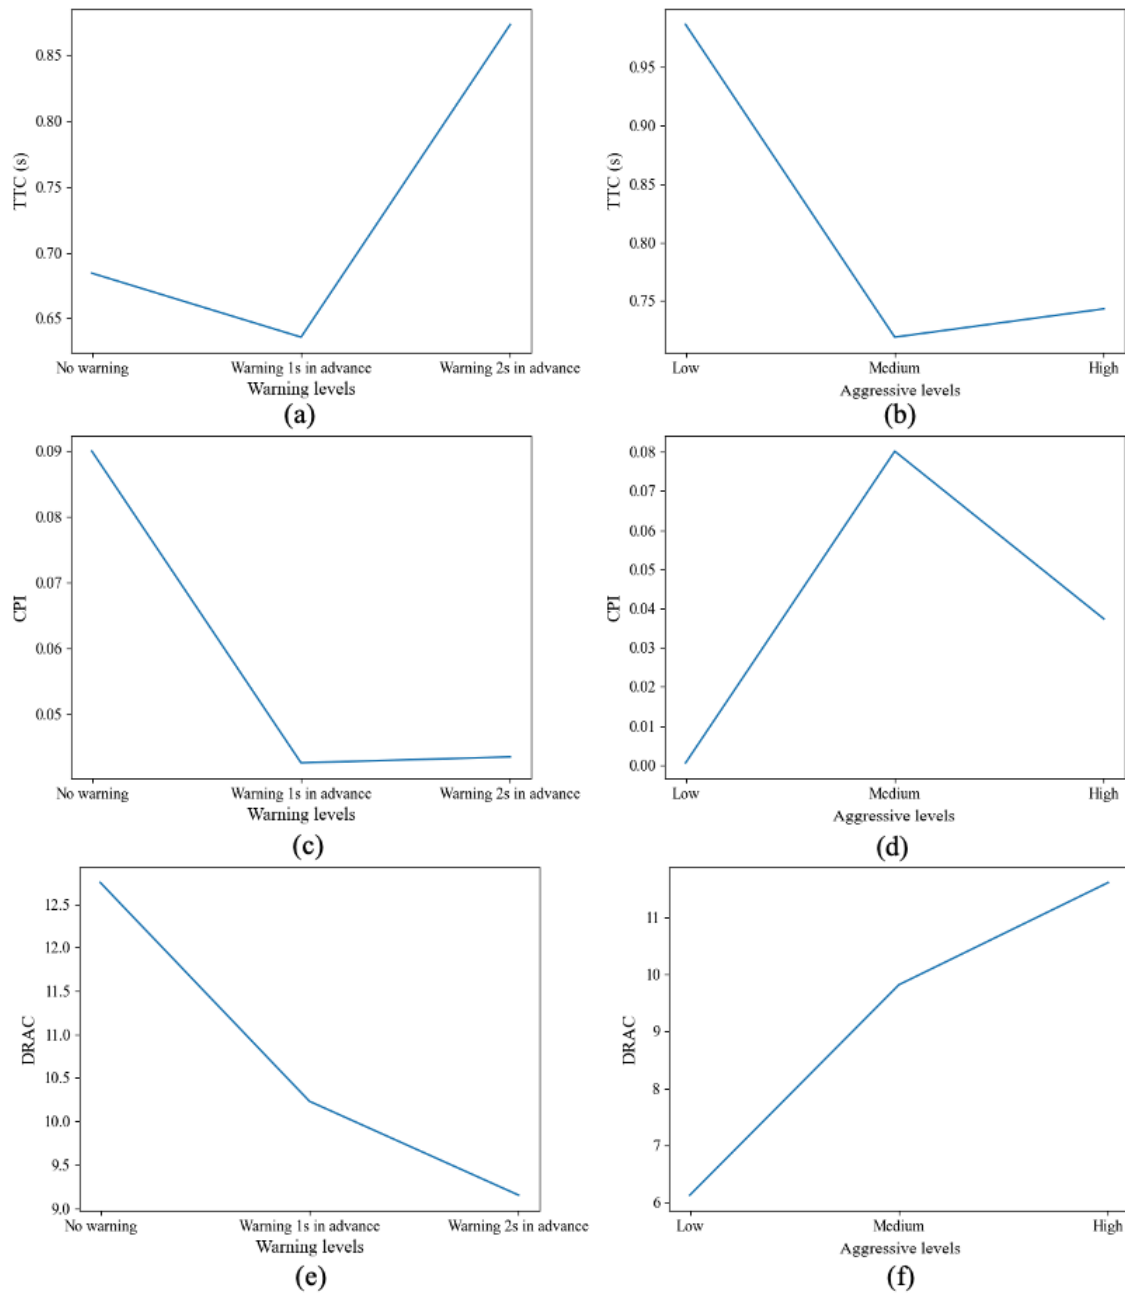 0.85
0.80
0.75
0.70
0.65
TTC (s)
No warning
Warning 1s in advance
Warning 2s in advance
Warning levels
(a)
0.95
0.90
0.85
0.80
0.75
TTC (s)
Low
Medium
High
Aggressive levels
(b)
0.09
0.08
0.07
0.06
0.05
CPI
No warning
Warning 1s in advance
Warning 2s in advance
Warning levels
(c)
0.08
0.07
0.06
0.05
0.04
0.03
0.02
0.01
0.00
CPI
Low
Medium
High
Aggressive levels
(d)
12.5
12.0
11.5
11.0
10.5
10.0
9.5
9.0
DRAC
No warning
Warning 1s in advance
Warning 2s in advance
Warning levels
(e)
11
10
9
8
7
6
DRAC
Low
Medium
High
Aggressive levels
(f)